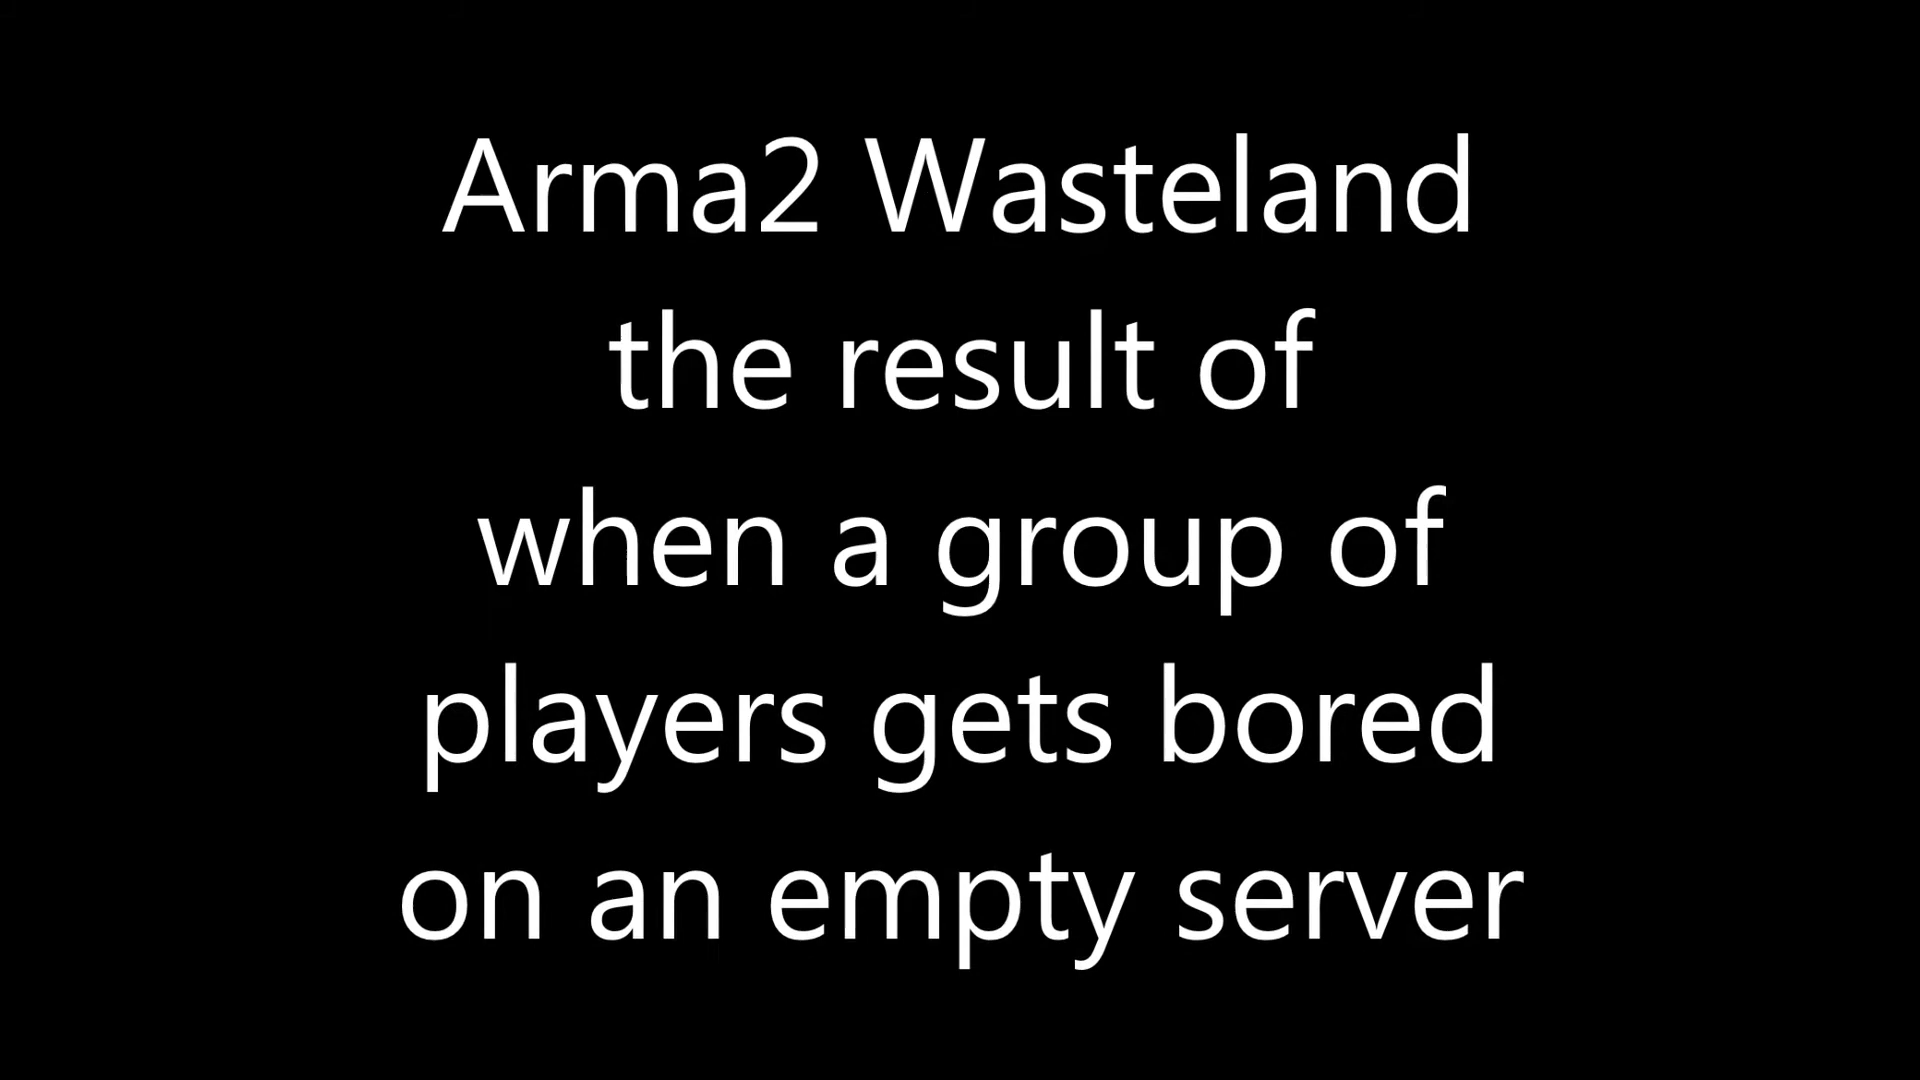 Arma2 Wasteland
the result of
when a group of
players gets bored
on an empty server